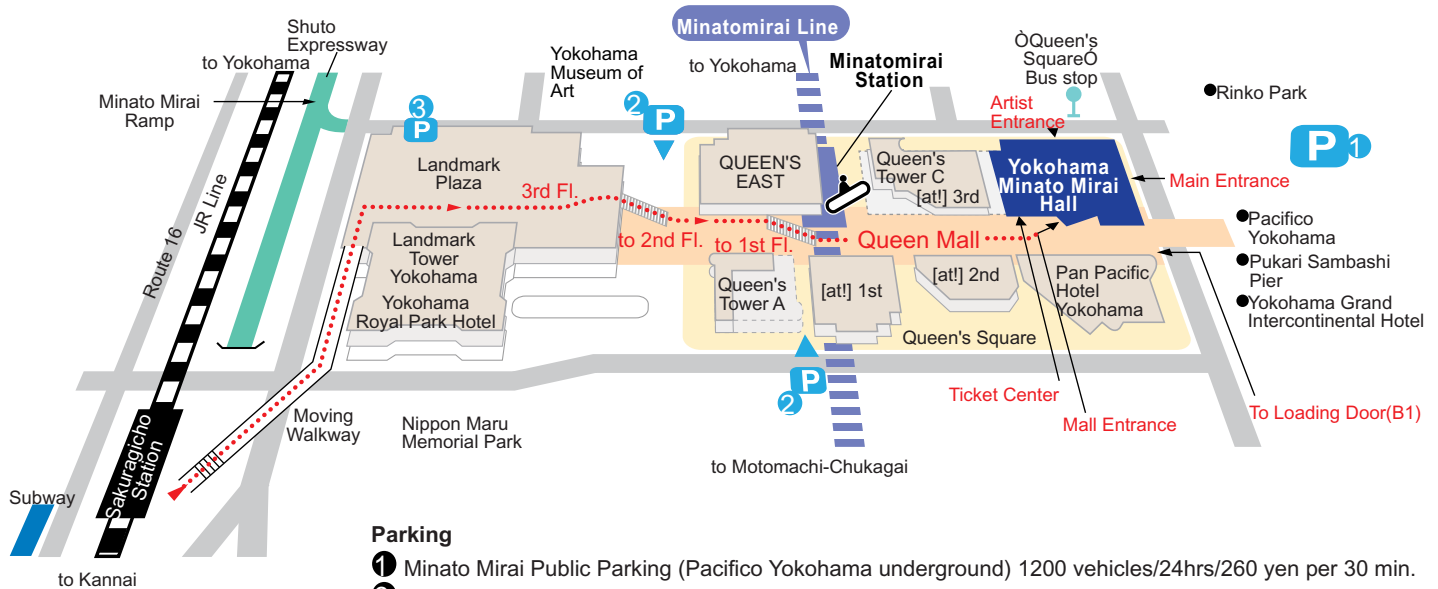 Shuto
Expressway
to Yokohama
Minato Mirai
Ramp
Route 16
JR Line
3
P
Landmark
Plaza
Yokohama
Museum of
Art
2
P
Minatomirai Line
to Yokohama
Minatomirai
Station
ÒQueen's
SquareÓ
Bus stop
Artist
Entrance
Rinko Park
P 1
QUEEN'S
EAST
Queen's
Tower C
[at!] 3rd
Yokohama
Minato Mirai
Hall
Main Entrance
3rd Fl.
to 2nd Fl.
to 1st Fl.
Queen Mall
Landmark
Tower
Yokohama
Yokohama
Royal Park Hotel
Queen's
Tower A
[at!] 1st
[at!] 2nd
Pan Pacific
Hotel
Yokohama
Pacifico
Yokohama
Pukari Sambashi
Pier
Yokohama Grand
Intercontinental Hotel
Queen's Square
P
2
Ticket Center
Mall Entrance
To Loading Door(B1)
Moving
Walkway
Nippon Maru
Memorial Park
to Motomachi-Chukagai
Sakuragicho
Station
Subway
to Kannai
Parking
1 Minato Mirai Public Parking (Pacifico Yokohama underground) 1200 vehicles/24hrs/260 yen per 30 min.